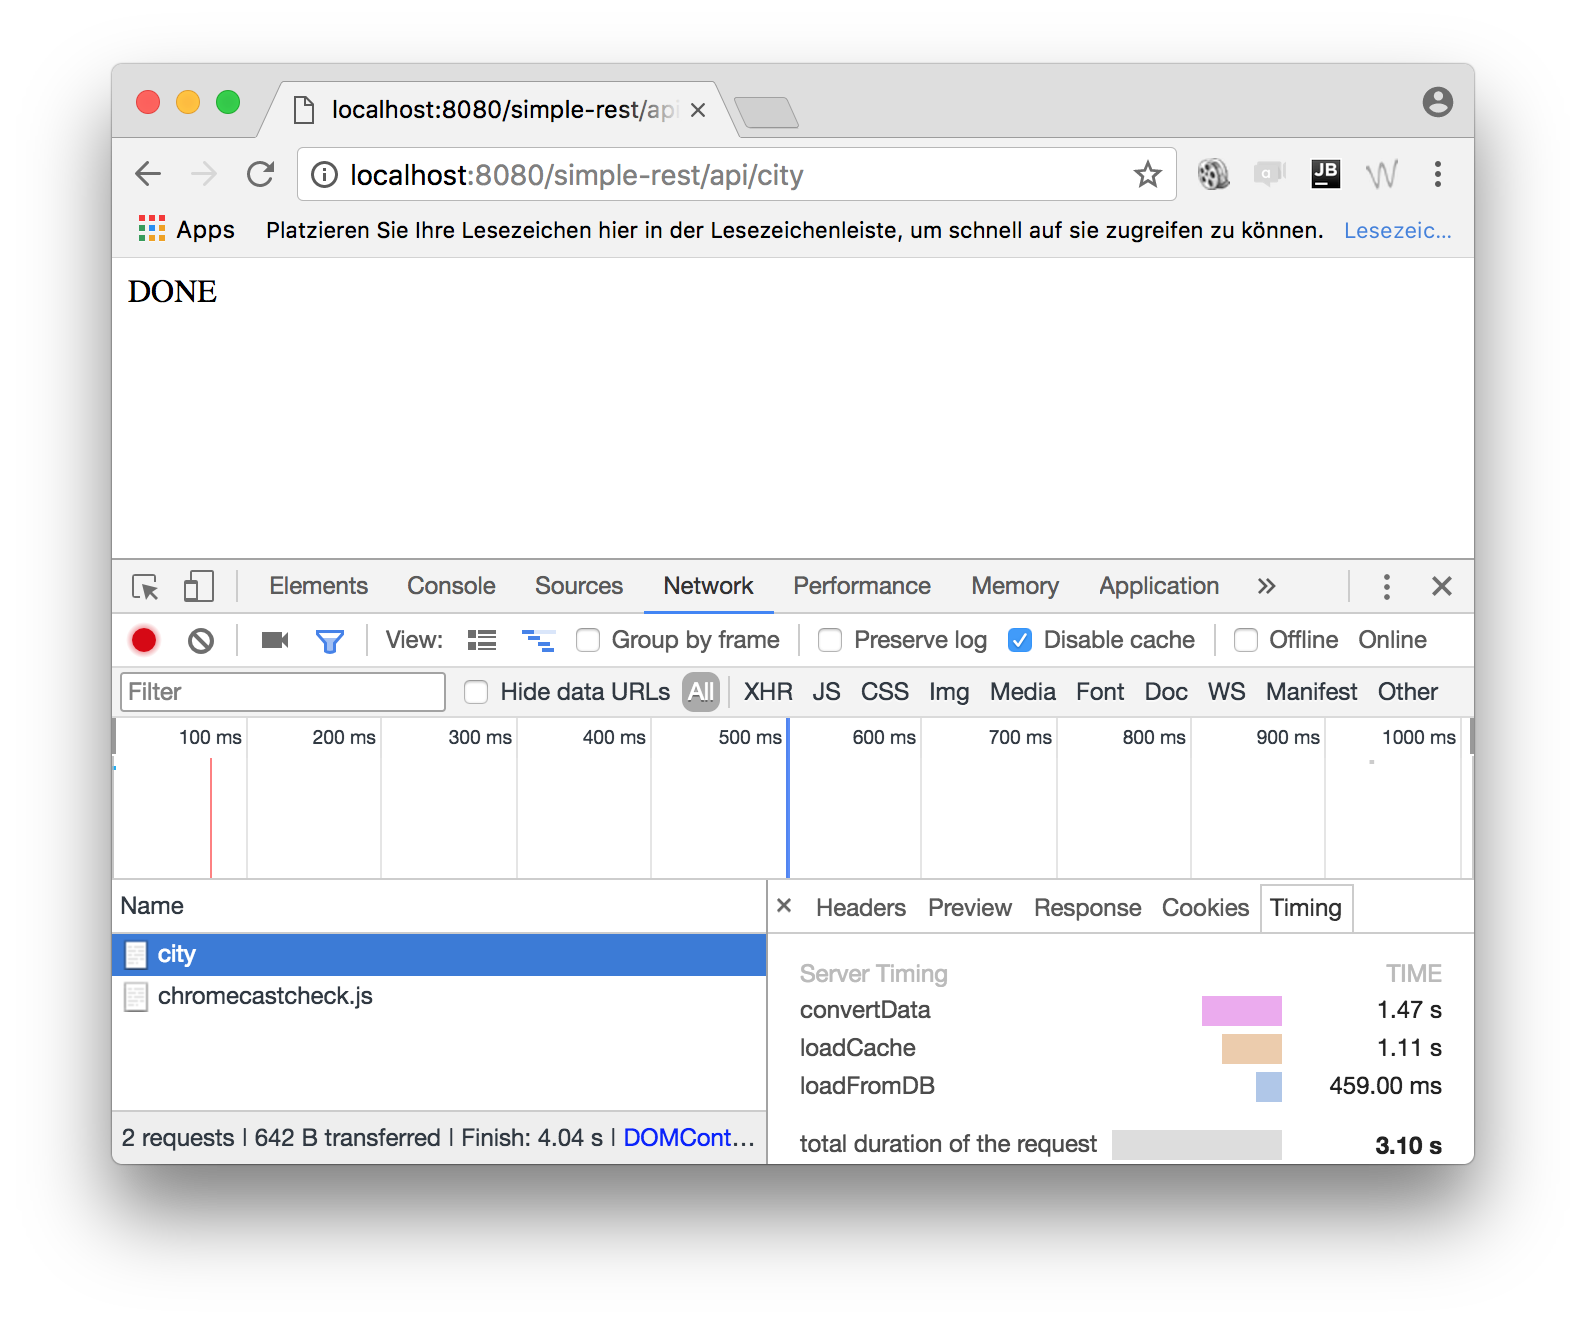 localhost:8080/simple-rest/api
localhost:8080/simple-rest/api/city
JB
Apps Platzieren Sie Ihre Lesezeichen hier in der Lesezeichenleiste, um schnell auf sie zugreifen zu können. Lesezeic...
DONE
Elements Console Sources Network Performance Memory Application »
View: Group by frame Preserve log Disable cache Offline Online
Filter Hide data URLs All XHR JS CSS Img Media Font Doc WS Manifest Other
100 ms 200 ms 300 ms 400 ms 500 ms 600 ms 700 ms 800 ms 900 ms 1000 ms
Name
city
chromecastcheck.js
2 requests | 642 B transferred | Finish: 4.04 s | DOMCont...
× Headers Preview Response Cookies Timing
Server Timing TIME
convertData 1.47 s
loadCache 1.11 s
loadFromDB 459.00 ms
total duration of the request 3.10 s